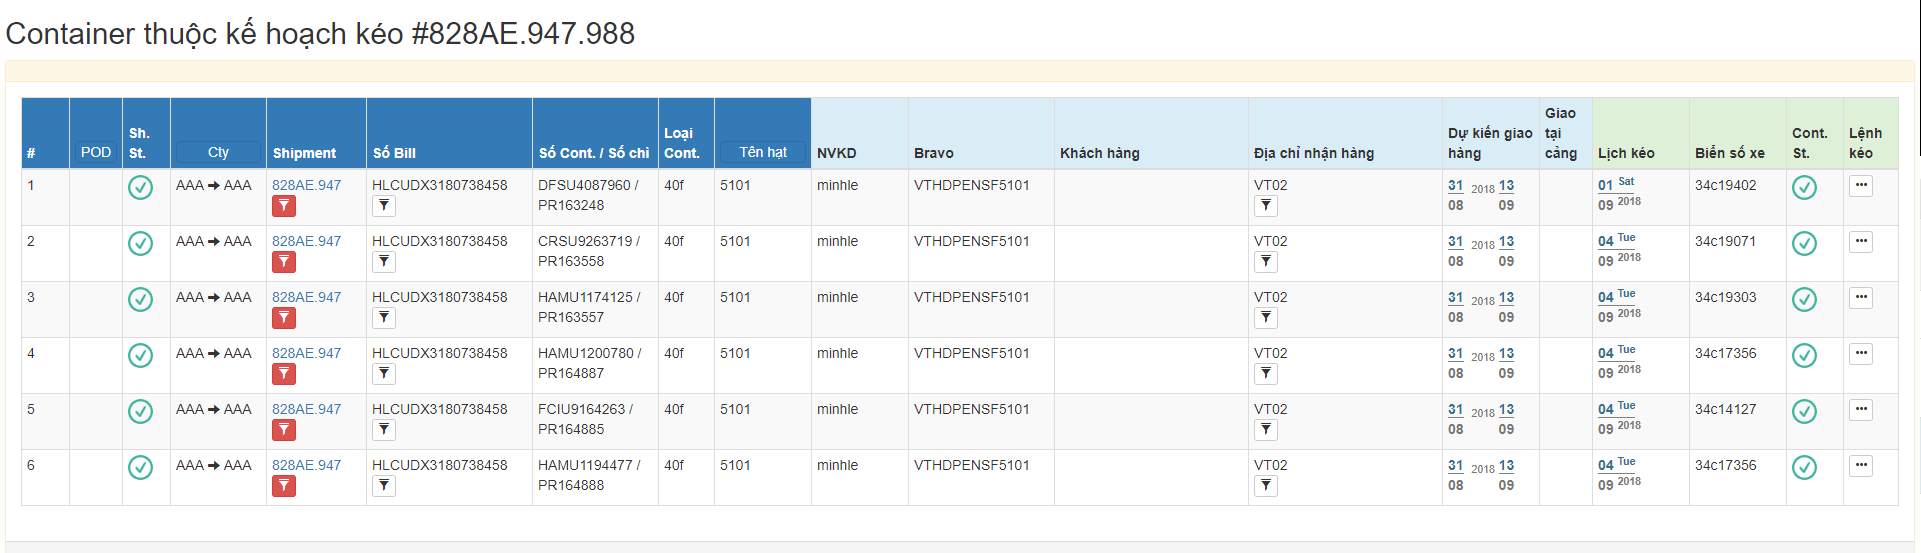 Container thuộc kế hoạch kéo #828AE.947.988
# POD Sh. St. Cty Shipment Số Bill Số Cont. / Số chì Loại Cont. Tên hạt NVKD Bravo Khách hàng Địa chỉ nhận hàng Dự kiến giao hàng Giao tại cảng Lịch kéo Biển số xe Cont. St. Lệnh kéo
1 AAA ➜ AAA 828AE.947 HLCUDX3180738458 DFSU4087960 / PR163248 40f 5101 minhle VTHDPENSF5101 VT02 31 08 2018 13 09 01 Sat 09 2018 34c19402
2 AAA ➜ AAA 828AE.947 HLCUDX3180738458 CRSU9263719 / PR163558 40f 5101 minhle VTHDPENSF5101 VT02 31 08 2018 13 09 04 Tue 09 2018 34c19071
3 AAA ➜ AAA 828AE.947 HLCUDX3180738458 HAMU1174125 / PR163557 40f 5101 minhle VTHDPENSF5101 VT02 31 08 2018 13 09 04 Tue 09 2018 34c19303
4 AAA ➜ AAA 828AE.947 HLCUDX3180738458 HAMU1200780 / PR164887 40f 5101 minhle VTHDPENSF5101 VT02 31 08 2018 13 09 04 Tue 09 2018 34c17356
5 AAA ➜ AAA 828AE.947 HLCUDX3180738458 FCIU9164263 / PR164885 40f 5101 minhle VTHDPENSF5101 VT02 31 08 2018 13 09 04 Tue 09 2018 34c14127
6 AAA ➜ AAA 828AE.947 HLCUDX3180738458 HAMU1194477 / PR164888 40f 5101 minhle VTHDPENSF5101 VT02 31 08 2018 13 09 04 Tue 09 2018 34c17356